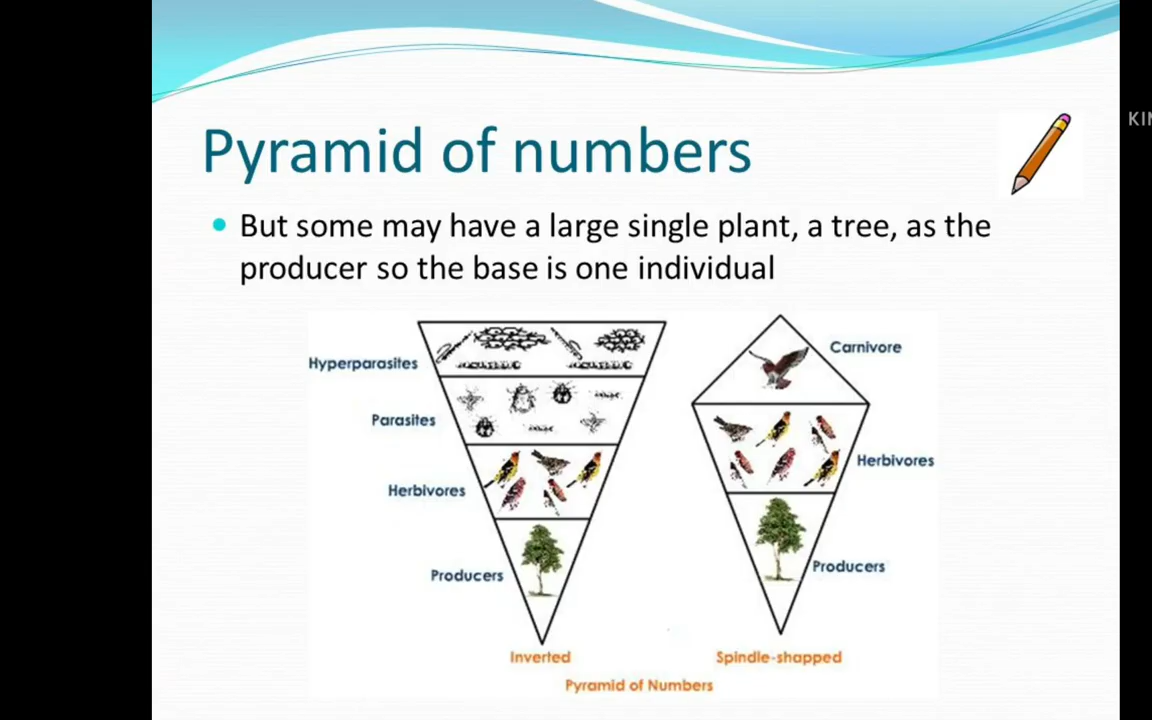 Pyramid of numbers
But some may have a large single plant, a tree, as the
producer so the base is one individual
Hyperparasites
Parasites
Herbivores
Producers
Inverted
Carnivore
Herbivores
Producers
Spindle-shapped
Pyramid of Numbers